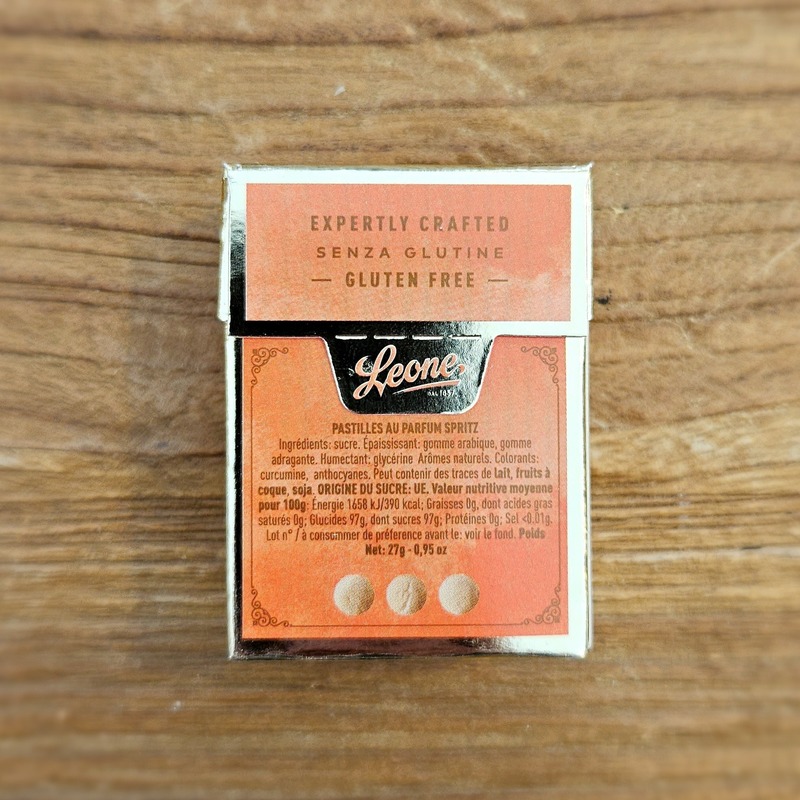 EXPERTLY CRAFTED
SENZA GLUTINE
— GLUTEN FREE —
Leone
DAL 1857
PASTILLES AU PARFUM SPRITZ
Ingrédients: sucre. Épaississant: gomme arabique, gomme
adragante. Humectant: glycérine Arômes naturels. Colorants:
curcumine, anthocyanes. Peut contenir des traces de lait, fruits à
coque, soja. ORIGINE DU SUCRE: UE. Valeur nutritive moyenne
pour 100g: Énergie 1658 kJ/390 kcal; Graisses 0g, dont acides gras
saturés 0g; Glucides 97g, dont sucres 97g; Protéines 0g; Sel <0.01g.
Lot n° / à consommer de préference avant le: voir le fond. Poids
Net: 27g - 0,95 oz